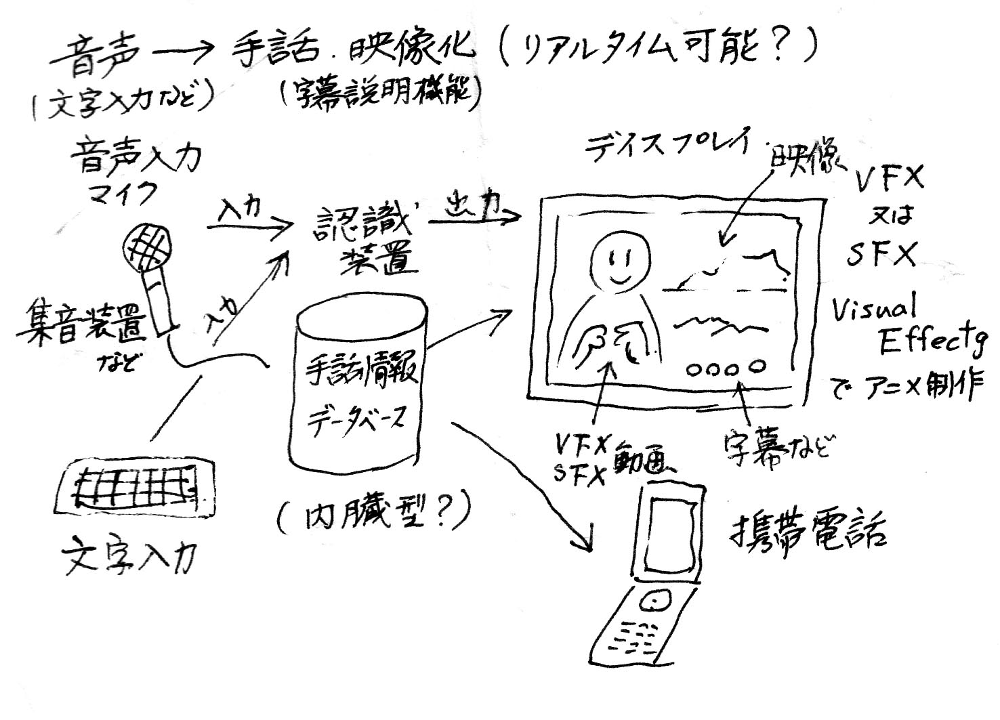 音声→手話.映像化(リアルタイム可能?)
(文字入力など) (字幕説明機能)
音声入力
マイク
入力
認識
装置
出力
集音装置
など
入力
文字入力
手話情報
データベース
(内臓型?)
ディスプレイ
映像
VFX
又は
SFX
Visual
Effectg
でアニメ制作
VFX
SFX
動画
字幕など
携帯電話